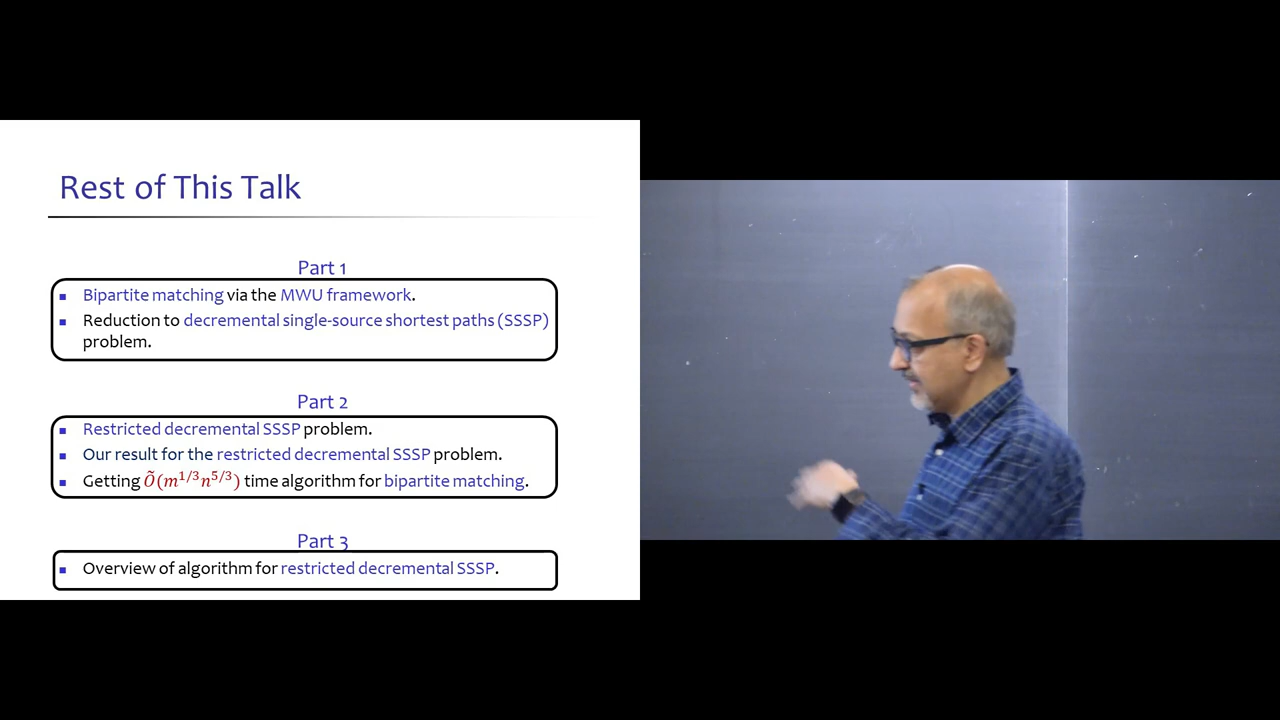 Rest of This Talk
Part 1
▪ Bipartite matching via the MWU framework.
▪ Reduction to decremental single-source shortest paths (SSSP)
problem.
Part 2
▪ Restricted decremental SSSP problem.
▪ Our result for the restricted decremental SSSP problem.
▪ Getting Õ(m^{1/3}n^{5/3}) time algorithm for bipartite matching.
Part 3
▪ Overview of algorithm for restricted decremental SSSP.